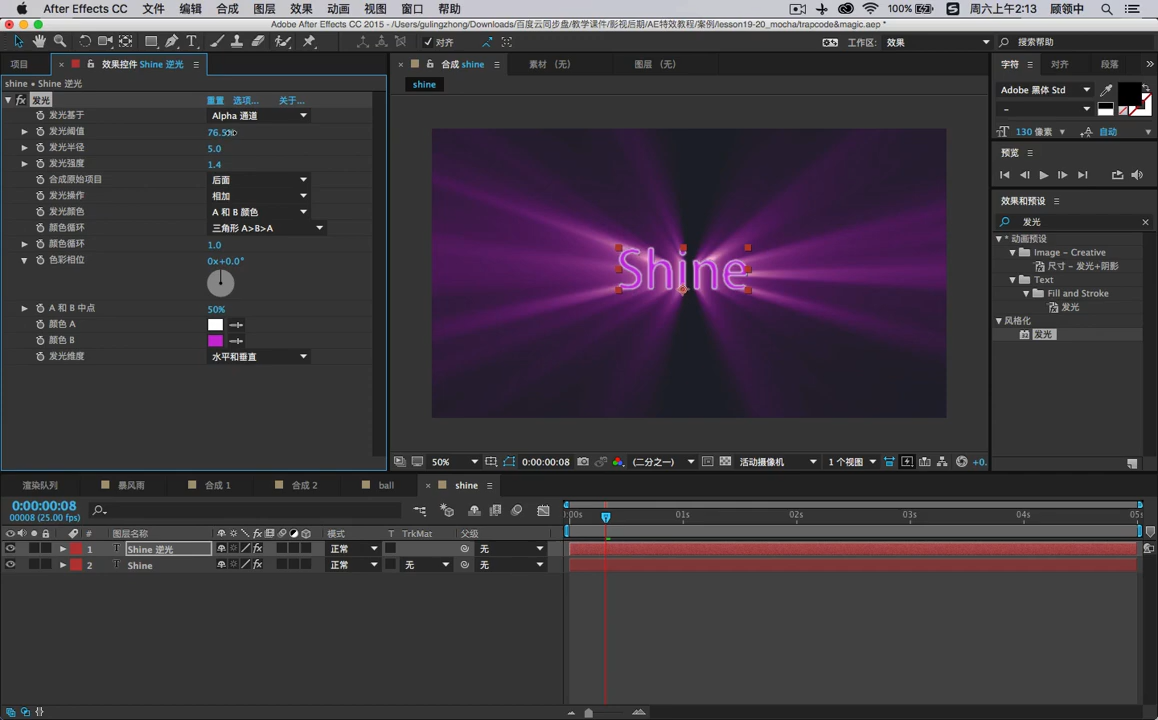 After Effects CC 文件 编辑 合成 图层 效果 动画 视图 窗口 帮助 100% 周六上午2:13 顾领中
Adobe After Effects CC 2015 - /Users/gulingzhong/Downloads/百度云同步盘/教学课件/影视后期/AE特效教程/案例/lesson19-20_mocha/trapcode&magic.aep *
对齐 工作区: 效果 搜索帮助
项目 效果控件 Shine 逆光 合成 shine 素材 (无) 图层 (无) 字符 对齐 段落
shine • Shine 逆光
shine
fx 发光 重置 选项... 关于...
发光基于 Alpha 通道
发光阈值 76.5%
发光半径 5.0
发光强度 1.4
合成原始项目 后面
发光操作 相加
发光颜色 A 和 B 颜色
颜色循环 三角形 A>B>A
颜色循环 1.0
色彩相位 0x+0.0°
A 和 B 中点 50%
颜色 A
颜色 B
发光维度 水平和垂直
Shine
Adobe 黑体 Std
-
130 像素 自动
预览
效果和预设
发光
* 动画预设
Image – Creative
尺寸 – 发光+阴影
Text
Fill and Stroke
发光
风格化
发光
50% 0:00:00:08 (二分之一) 活动摄像机 1 个视图 +0.
渲染队列 暴风雨 合成 1 合成 2 ball shine
0:00:00:08
00008 (25.00 fps)
:00s 01s 02s 03s 04s 05s
# 图层名称 模式 T TrkMat 父级
1 T Shine 逆光 fx 正常 无
2 T Shine fx 正常 无 无